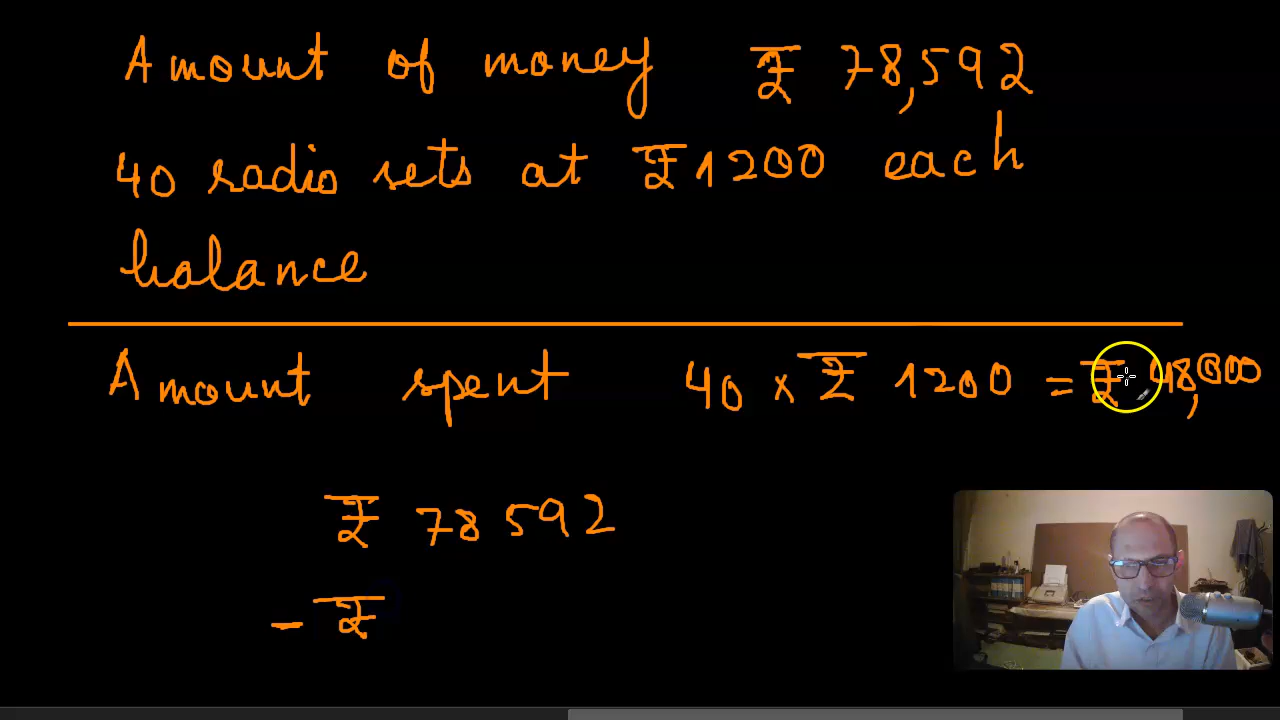 Amount of money ₹ 78,592
40 radio sets at ₹1200 each
balance
Amount spent 40 x ₹ 1200 = ₹ 48,000
₹ 78592
- ₹